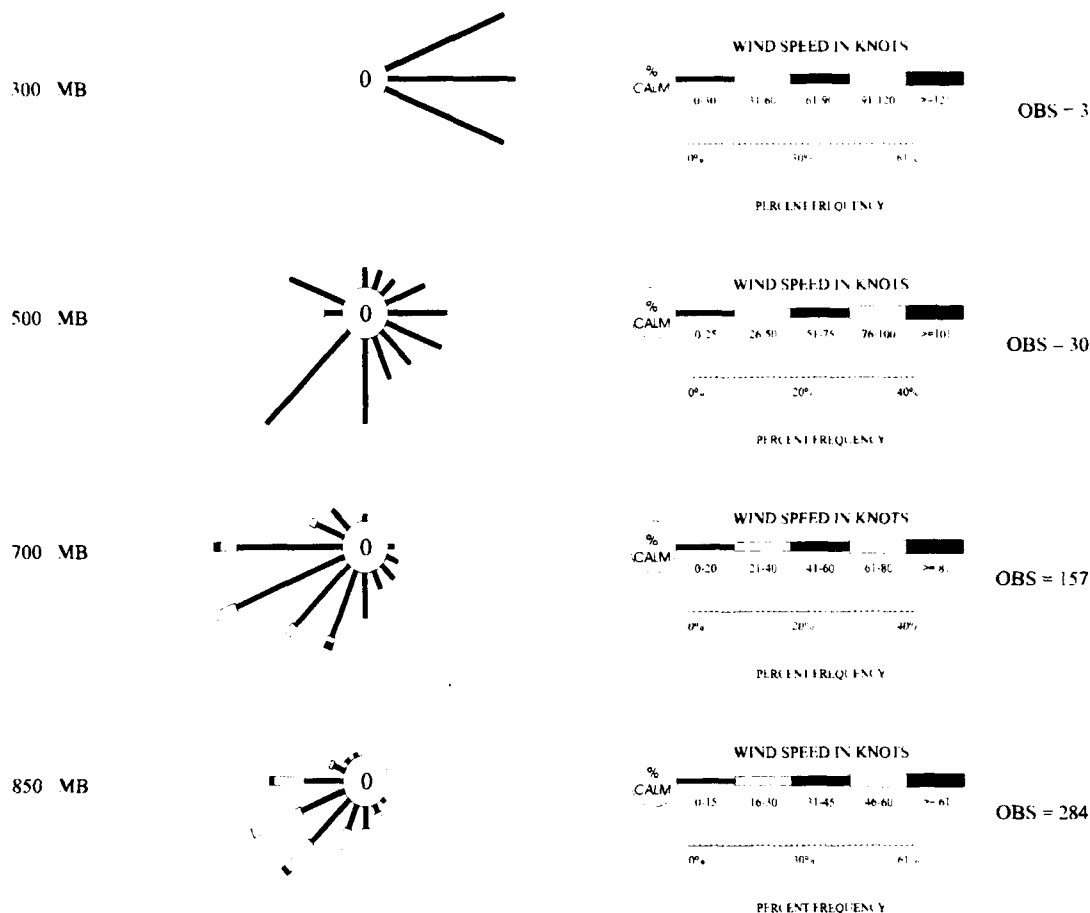 WIND SPEED IN KNOTS
300 MB
0
%
CALM
0-30 31-60 61-90 91-120
OBS = 3
0% 30%
PERCENT FREQUENCY
WIND SPEED IN KNOTS
500 MB
0
%
CALM
0-25 26-50 51-75 76-100 >=101
OBS = 30
0% 20% 40%
PERCENT FREQUENCY
WIND SPEED IN KNOTS
700 MB
0
%
CALM
0-20 21-40 41-60 61-80
OBS = 157
0% 20% 40%
PERCENT FREQUENCY
WIND SPEED IN KNOTS
850 MB
0
%
CALM
0-15 16-30 31-45 46-60 >= 61
OBS = 284
0% 30%
PERCENT FREQUENCY